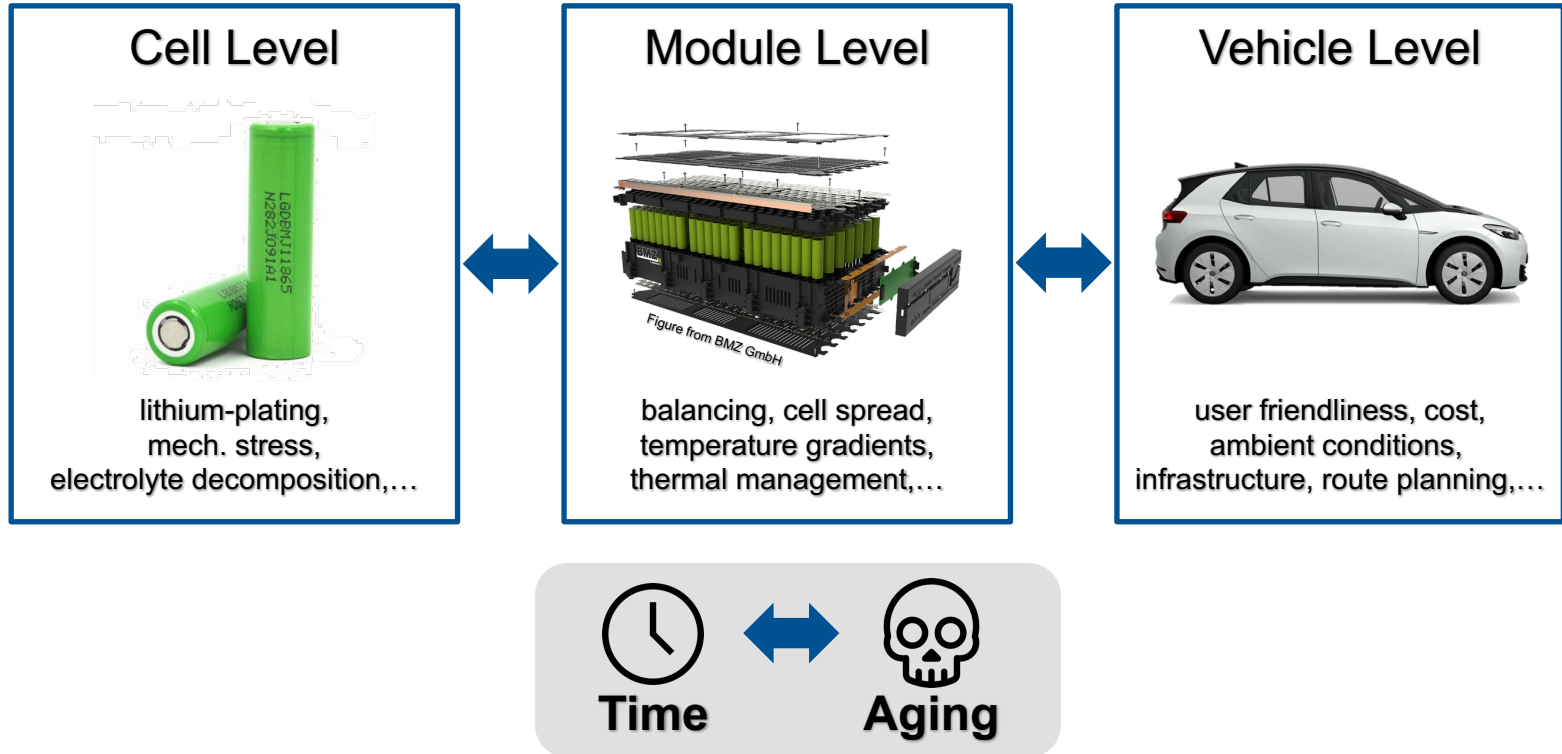 Cell Level
LGDBMJ11865
N282J091A1
lithium-plating,
mech. stress,
electrolyte decomposition,…
Module Level
BMZ
Figure from BMZ GmbH
balancing, cell spread,
temperature gradients,
thermal management,…
Vehicle Level
user friendliness, cost,
ambient conditions,
infrastructure, route planning,…
Time
Aging